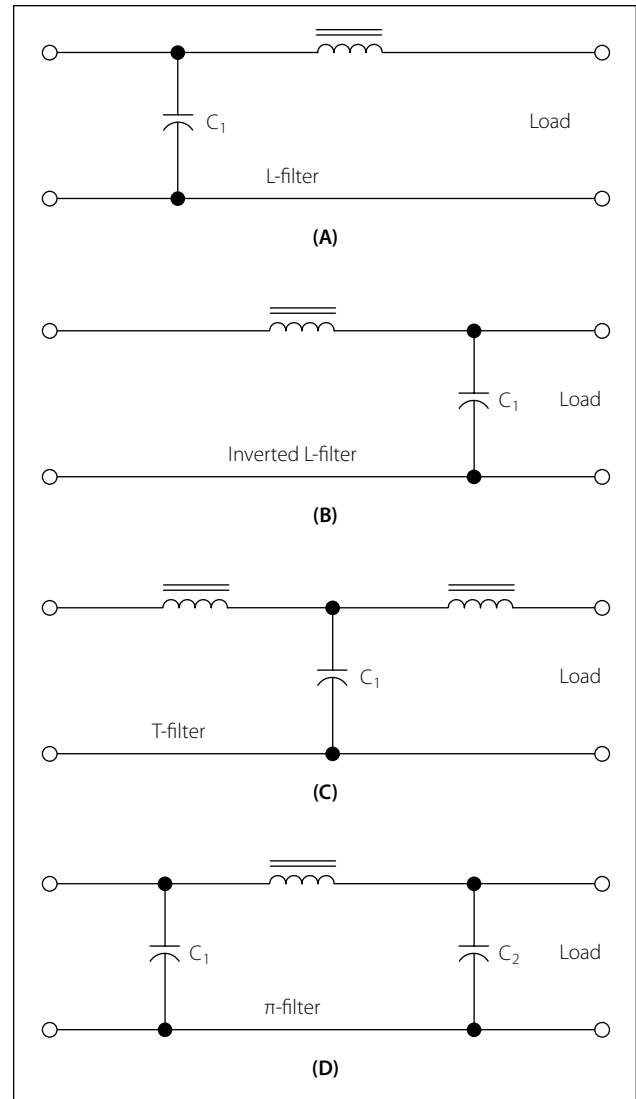 C₁
Load
L-filter
(A)
C₁
Load
Inverted L-filter
(B)
C₁
Load
T-filter
(C)
C₁
C₂
Load
π-filter
(D)